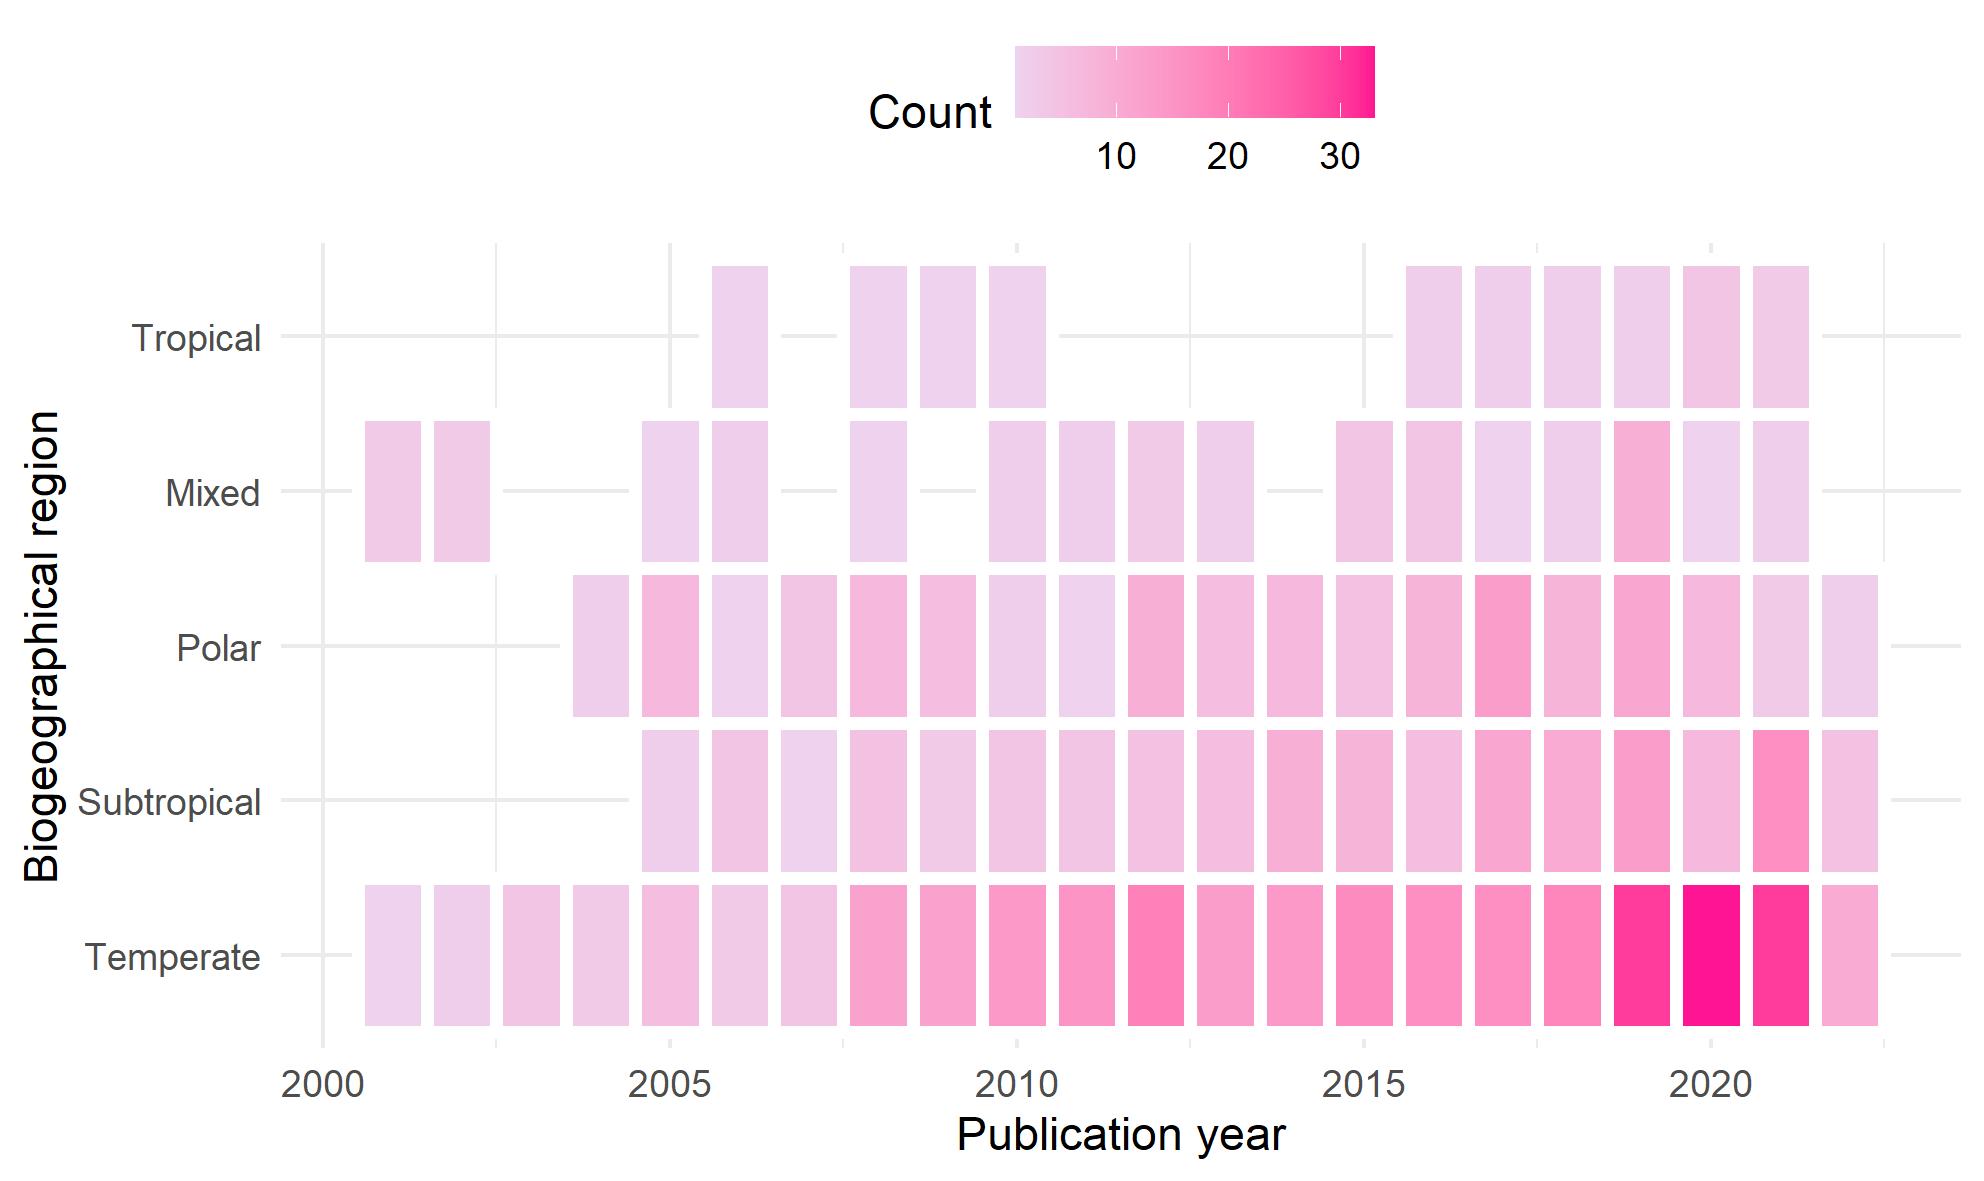 Count
10 20 30
Biogeographical region
Tropical
Mixed
Polar
Subtropical
Temperate
2000 2005 2010 2015 2020
Publication year